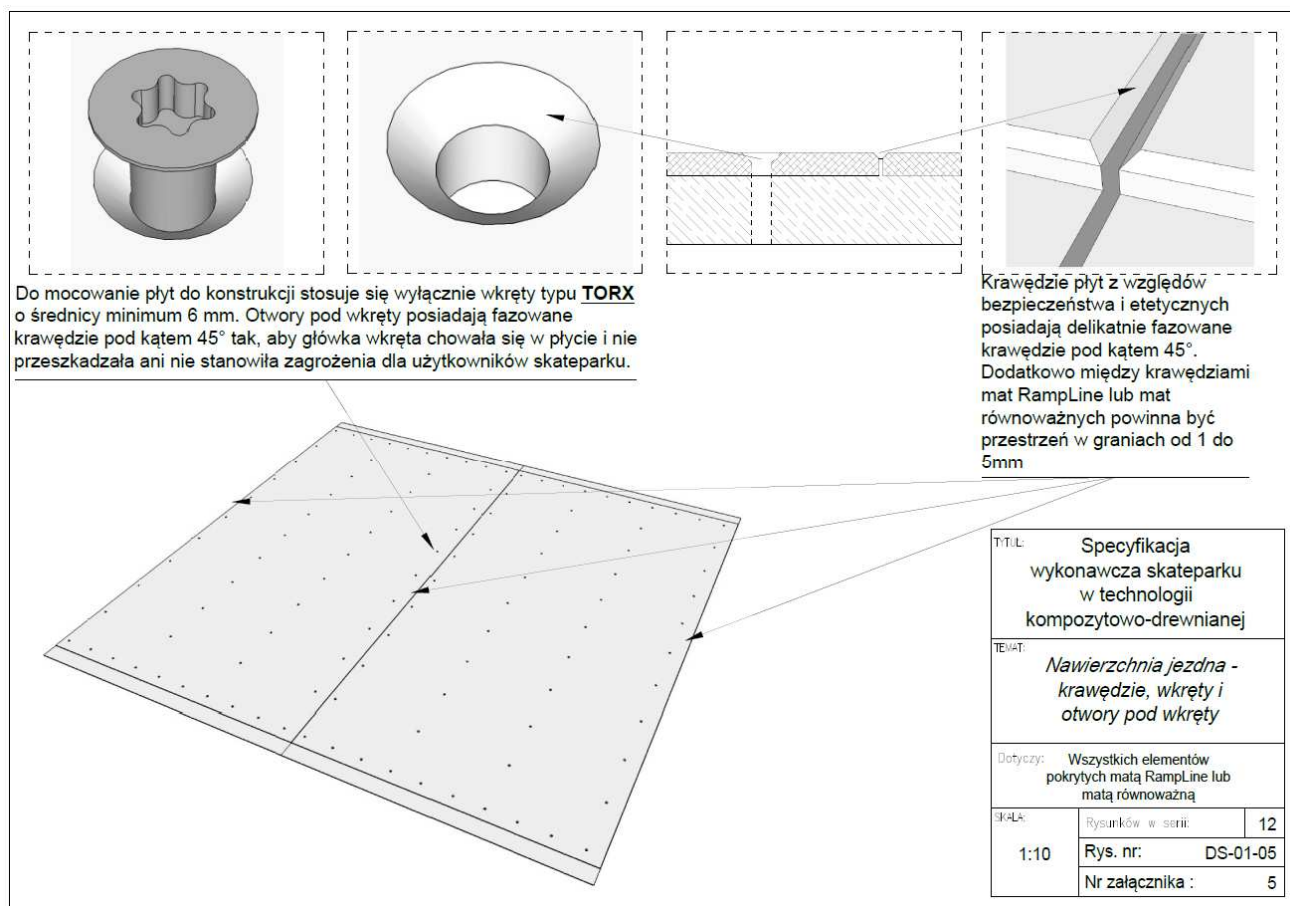 Do mocowanie płyt do konstrukcji stosuje się wyłącznie wkręty typu TORX
o średnicy minimum 6 mm. Otwory pod wkręty posiadają fazowane
krawędzie pod kątem 45° tak, aby główka wkręta chowała się w płycie i nie
przeszkadzała ani nie stanowiła zagrożenia dla użytkowników skateparku.
Krawędzie płyt z względów
bezpieczeństwa i etetycznych
posiadają delikatnie fazowane
krawędzie pod kątem 45°.
Dodatkowo między krawędziami
mat RampLine lub mat
równoważnych powinna być
przestrzeń w graniach od 1 do
5mm
TYTUŁ:
Specyfikacja
wykonawcza skateparku
w technologii
kompozytowo-drewnianej
TEMAT:
Nawierzchnia jezdna -
krawędzie, wkręty i
otwory pod wkręty
Dotyczy: Wszystkich elementów
pokrytych matą RampLine lub
matą równoważną
SKALA:
1:10
Rysunków w serii: 12
Rys. nr: DS-01-05
Nr załącznika : 5